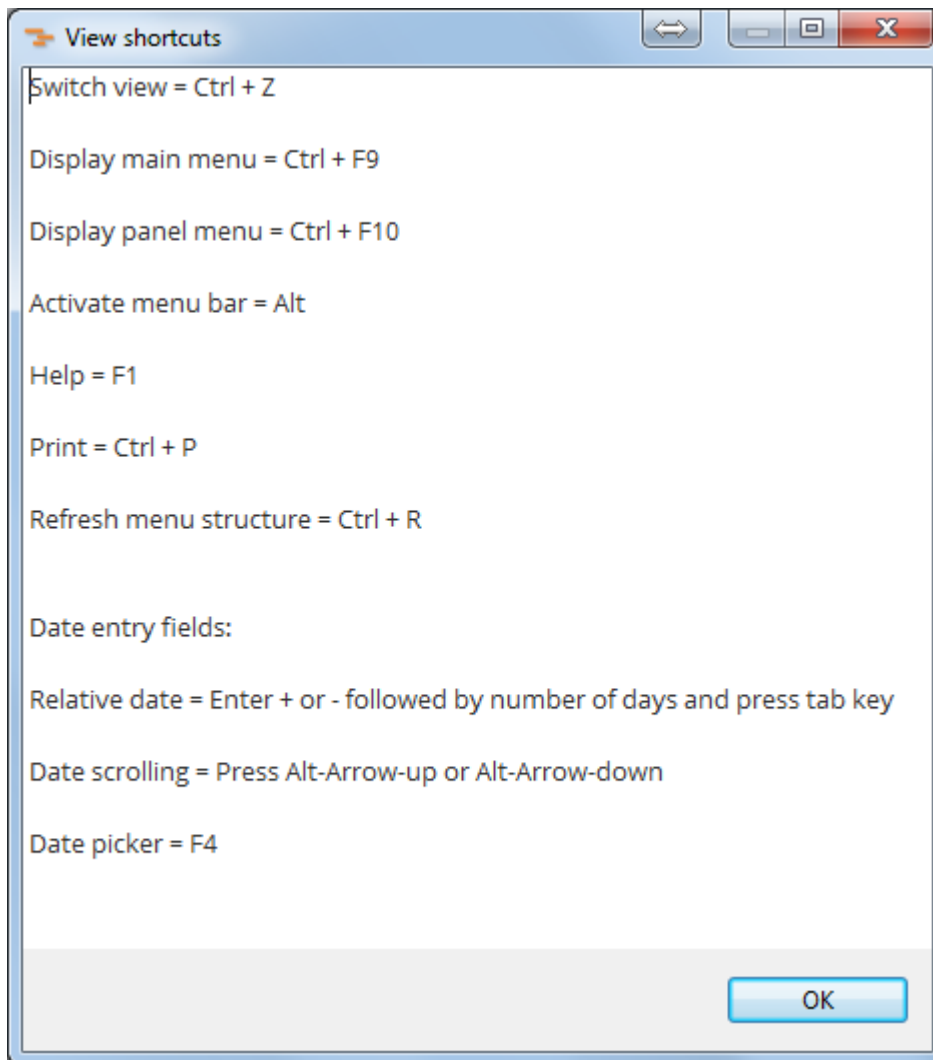 View shortcuts
Switch view = Ctrl + Z
Display main menu = Ctrl + F9
Display panel menu = Ctrl + F10
Activate menu bar = Alt
Help = F1
Print = Ctrl + P
Refresh menu structure = Ctrl + R
Date entry fields:
Relative date = Enter + or - followed by number of days and press tab key
Date scrolling = Press Alt-Arrow-up or Alt-Arrow-down
Date picker = F4
OK